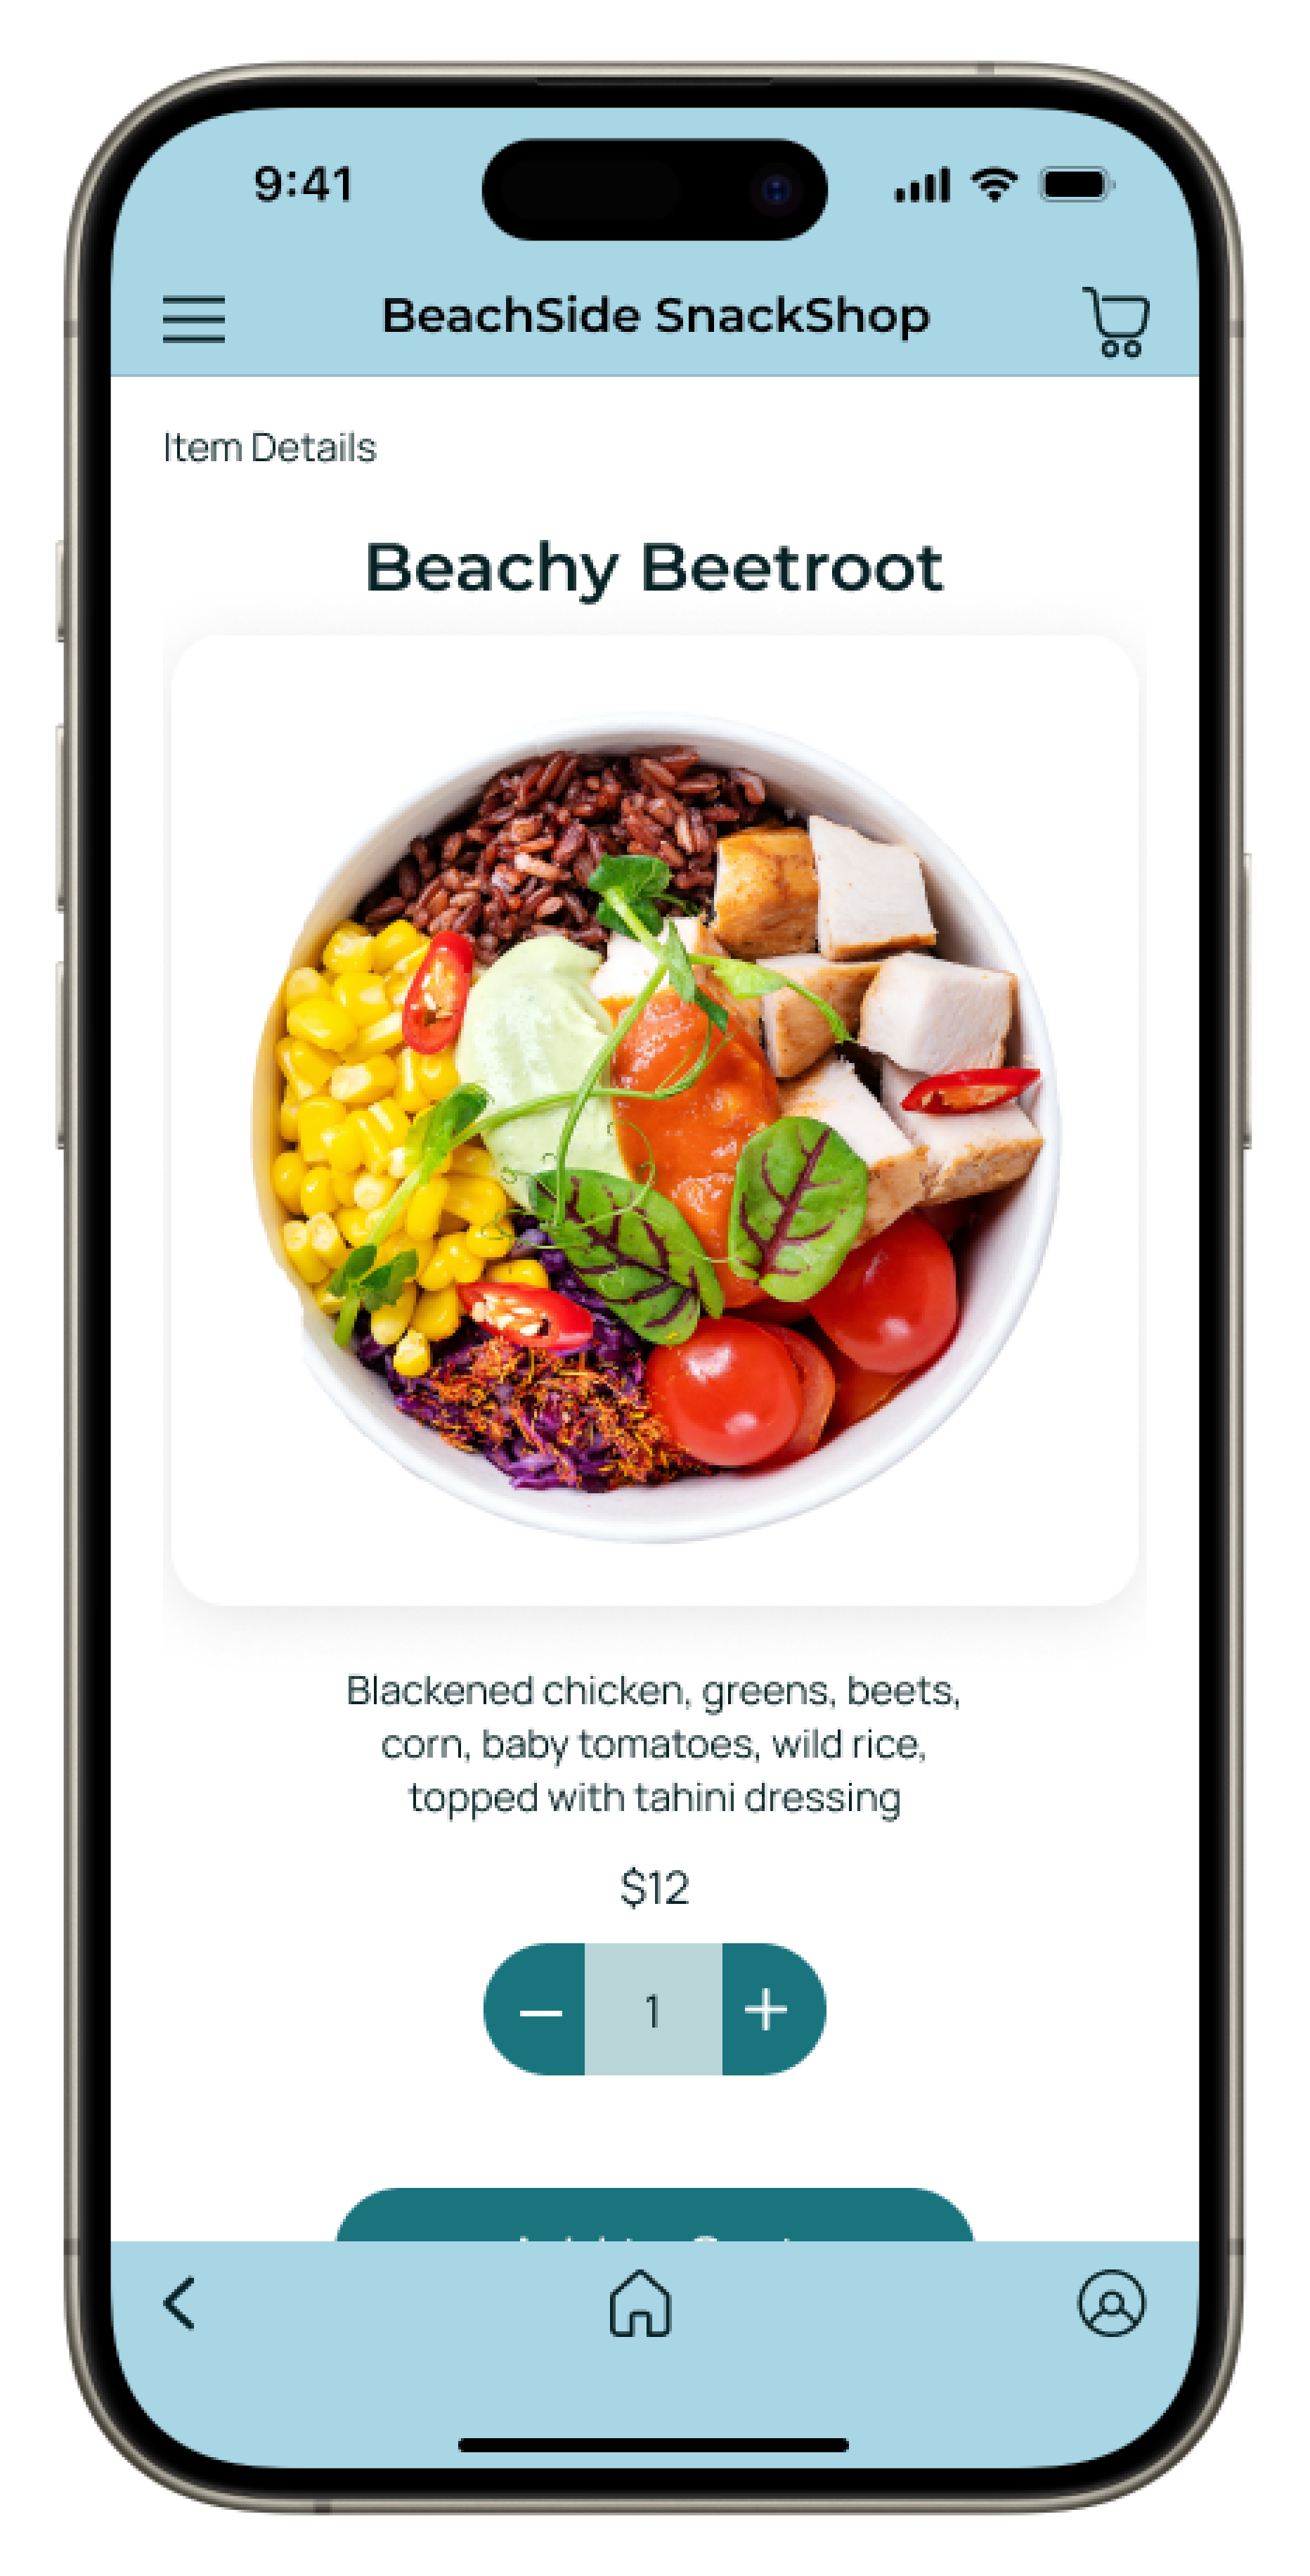 9:41
BeachSide SnackShop
Item Details
Beachy Beetroot
Blackened chicken, greens, beets,
corn, baby tomatoes, wild rice,
topped with tahini dressing
$12
1